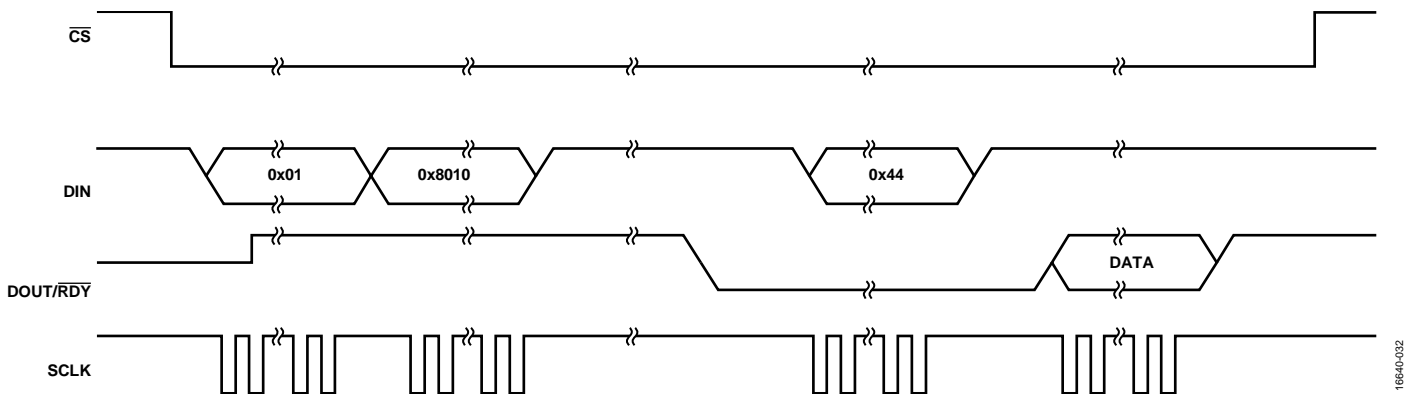 CS
DIN
0x01
0x8010
0x44
DOUT/RDY
DATA
SCLK
16640-032